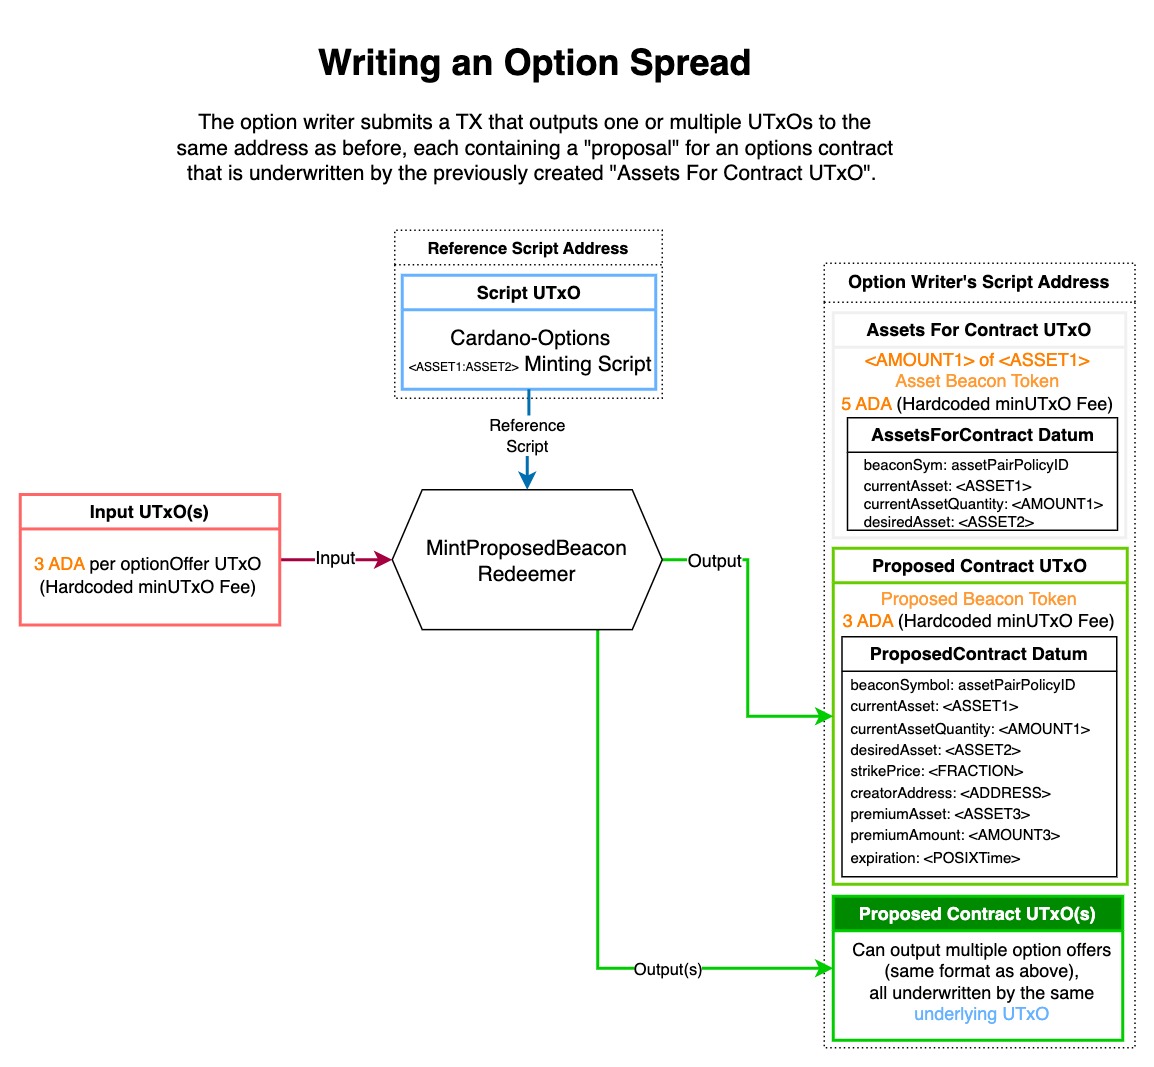 Writing an Option Spread
The option writer submits a TX that outputs one or multiple UTxOs to the
same address as before, each containing a "proposal" for an options contract
that is underwritten by the previously created "Assets For Contract UTxO".
Reference Script Address
Script UTxO
Cardano-Options
<ASSET1:ASSET2> Minting Script
Reference
Script
Input UTxO(s)
3 ADA per optionOffer UTxO
(Hardcoded minUTxO Fee)
Input
MintProposedBeacon
Redeemer
Output
Output(s)
Option Writer's Script Address
Assets For Contract UTxO
<AMOUNT1> of <ASSET1>
Asset Beacon Token
5 ADA (Hardcoded minUTxO Fee)
AssetsForContract Datum
beaconSym: assetPairPolicyID
currentAsset: <ASSET1>
currentAssetQuantity: <AMOUNT1>
desiredAsset: <ASSET2>
Proposed Contract UTxO
Proposed Beacon Token
3 ADA (Hardcoded minUTxO Fee)
ProposedContract Datum
beaconSymbol: assetPairPolicyID
currentAsset: <ASSET1>
currentAssetQuantity: <AMOUNT1>
desiredAsset: <ASSET2>
strikePrice: <FRACTION>
creatorAddress: <ADDRESS>
premiumAsset: <ASSET3>
premiumAmount: <AMOUNT3>
expiration: <POSIXTime>
Proposed Contract UTxO(s)
Can output multiple option offers
(same format as above),
all underwritten by the same
underlying UTxO